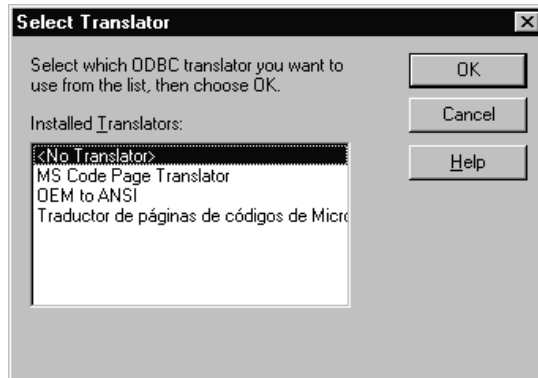 Select Translator
Select which ODBC translator you want to
use from the list, then choose OK.
Installed Translators:
<No Translator>
MS Code Page Translator
OEM to ANSI
Traductor de páginas de códigos de Micro
OK
Cancel
Help